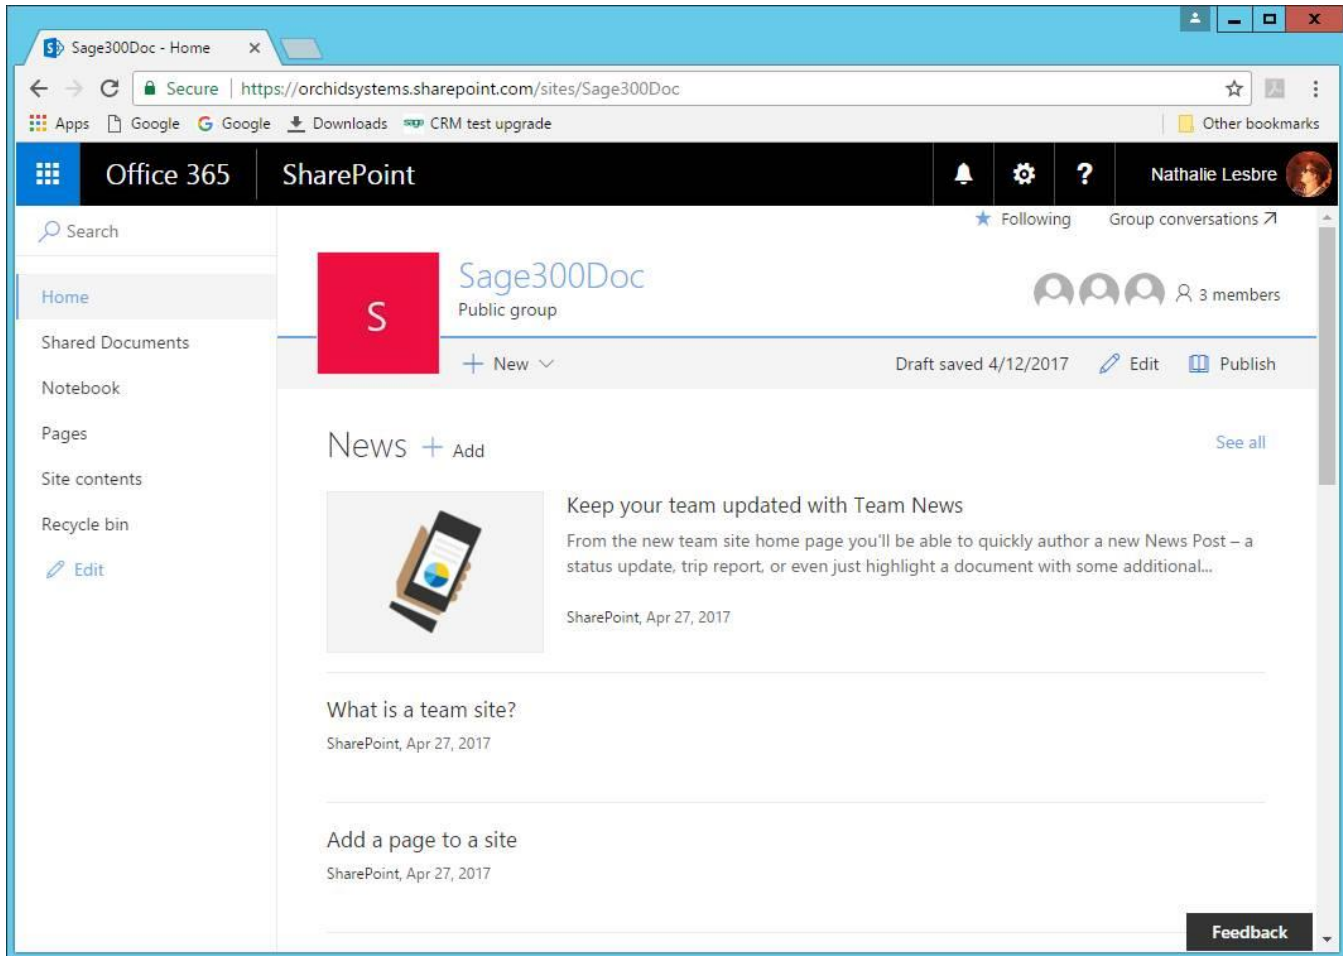 Sage300Doc - Home
Secure https://orchidsystems.sharepoint.com/sites/Sage300Doc
Apps Google G Google Downloads sage CRM test upgrade Other bookmarks
Office 365 SharePoint ? Nathalie Lesbre
Search
Following Group conversations
Home
Shared Documents
Notebook
Pages
Site contents
Recycle bin
Edit
S
Sage300Doc
Public group
3 members
+ New Draft saved 4/12/2017 Edit Publish
News + Add See all
Keep your team updated with Team News
From the new team site home page you'll be able to quickly author a new News Post – a
status update, trip report, or even just highlight a document with some additional...
SharePoint, Apr 27, 2017
What is a team site?
SharePoint, Apr 27, 2017
Add a page to a site
SharePoint, Apr 27, 2017
Feedback